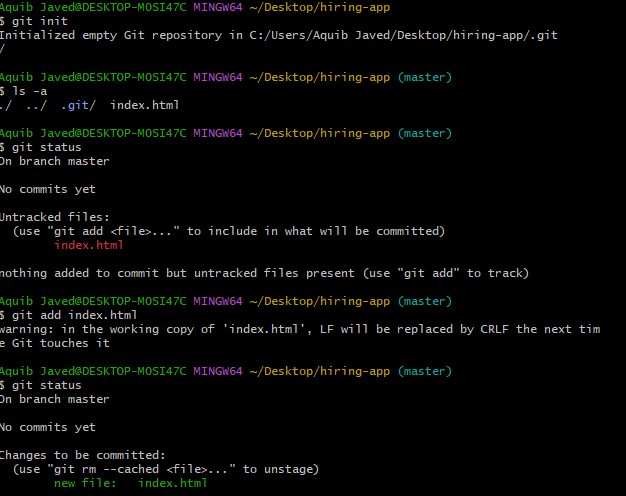 Aquib Javed@DESKTOP-MOSI47C MINGW64 ~/Desktop/hiring-app
$ git init
Initialized empty Git repository in C:/Users/Aquib Javed/Desktop/hiring-app/.git
/
Aquib Javed@DESKTOP-MOSI47C MINGW64 ~/Desktop/hiring-app (master)
$ ls -a
./  ../  .git/  index.html
Aquib Javed@DESKTOP-MOSI47C MINGW64 ~/Desktop/hiring-app (master)
$ git status
On branch master
No commits yet
Untracked files:
  (use "git add <file>..." to include in what will be committed)
        index.html
nothing added to commit but untracked files present (use "git add" to track)
Aquib Javed@DESKTOP-MOSI47C MINGW64 ~/Desktop/hiring-app (master)
$ git add index.html
warning: in the working copy of 'index.html', LF will be replaced by CRLF the next tim
e Git touches it
Aquib Javed@DESKTOP-MOSI47C MINGW64 ~/Desktop/hiring-app (master)
$ git status
On branch master
No commits yet
Changes to be committed:
  (use "git rm --cached <file>..." to unstage)
        new file:   index.html